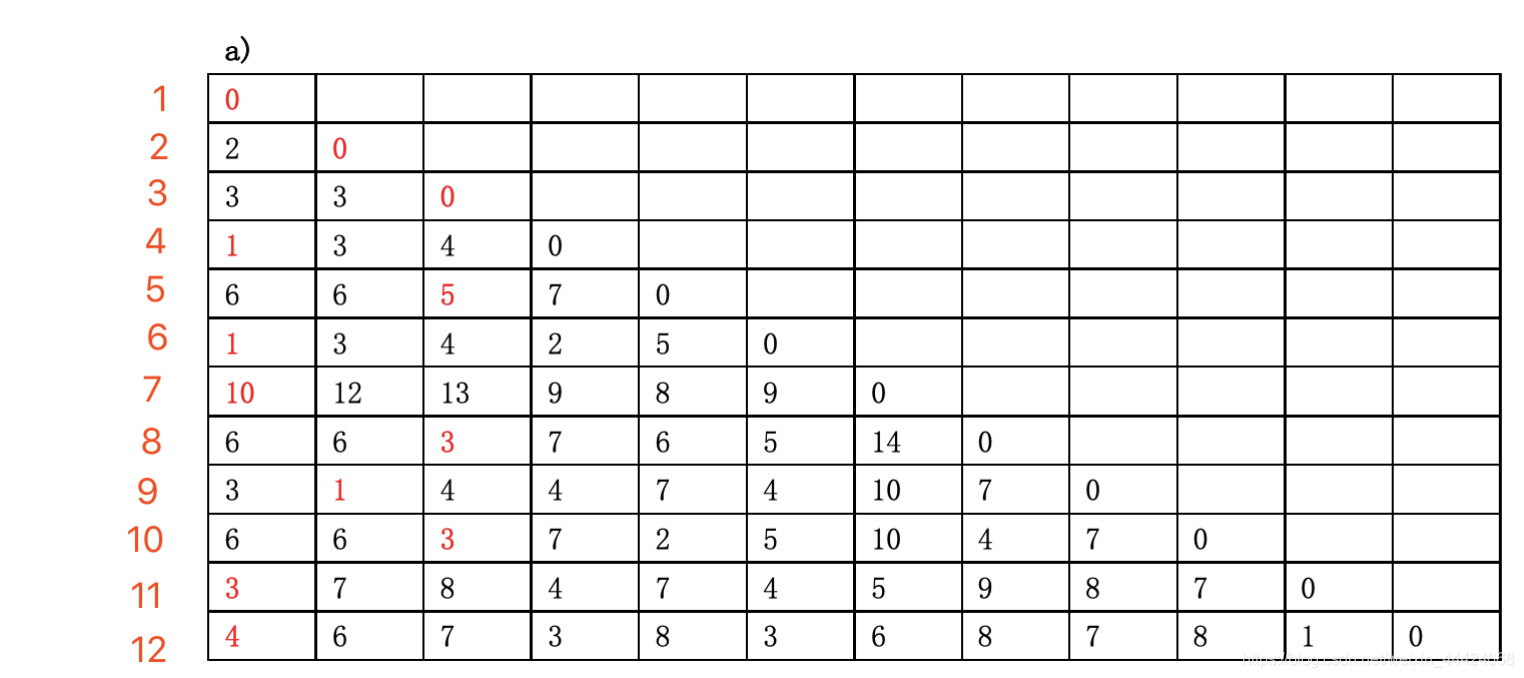 a)
1 0
2 2 0
3 3 3 0
4 1 3 4 0
5 6 6 5 7 0
6 1 3 4 2 5 0
7 10 12 13 9 8 9 0
8 6 6 3 7 6 5 14 0
9 3 1 4 4 7 4 10 7 0
10 6 6 3 7 2 5 10 4 7 0
11 3 7 8 4 7 4 5 9 8 7 0
12 4 6 7 3 8 3 6 8 7 8 1 0